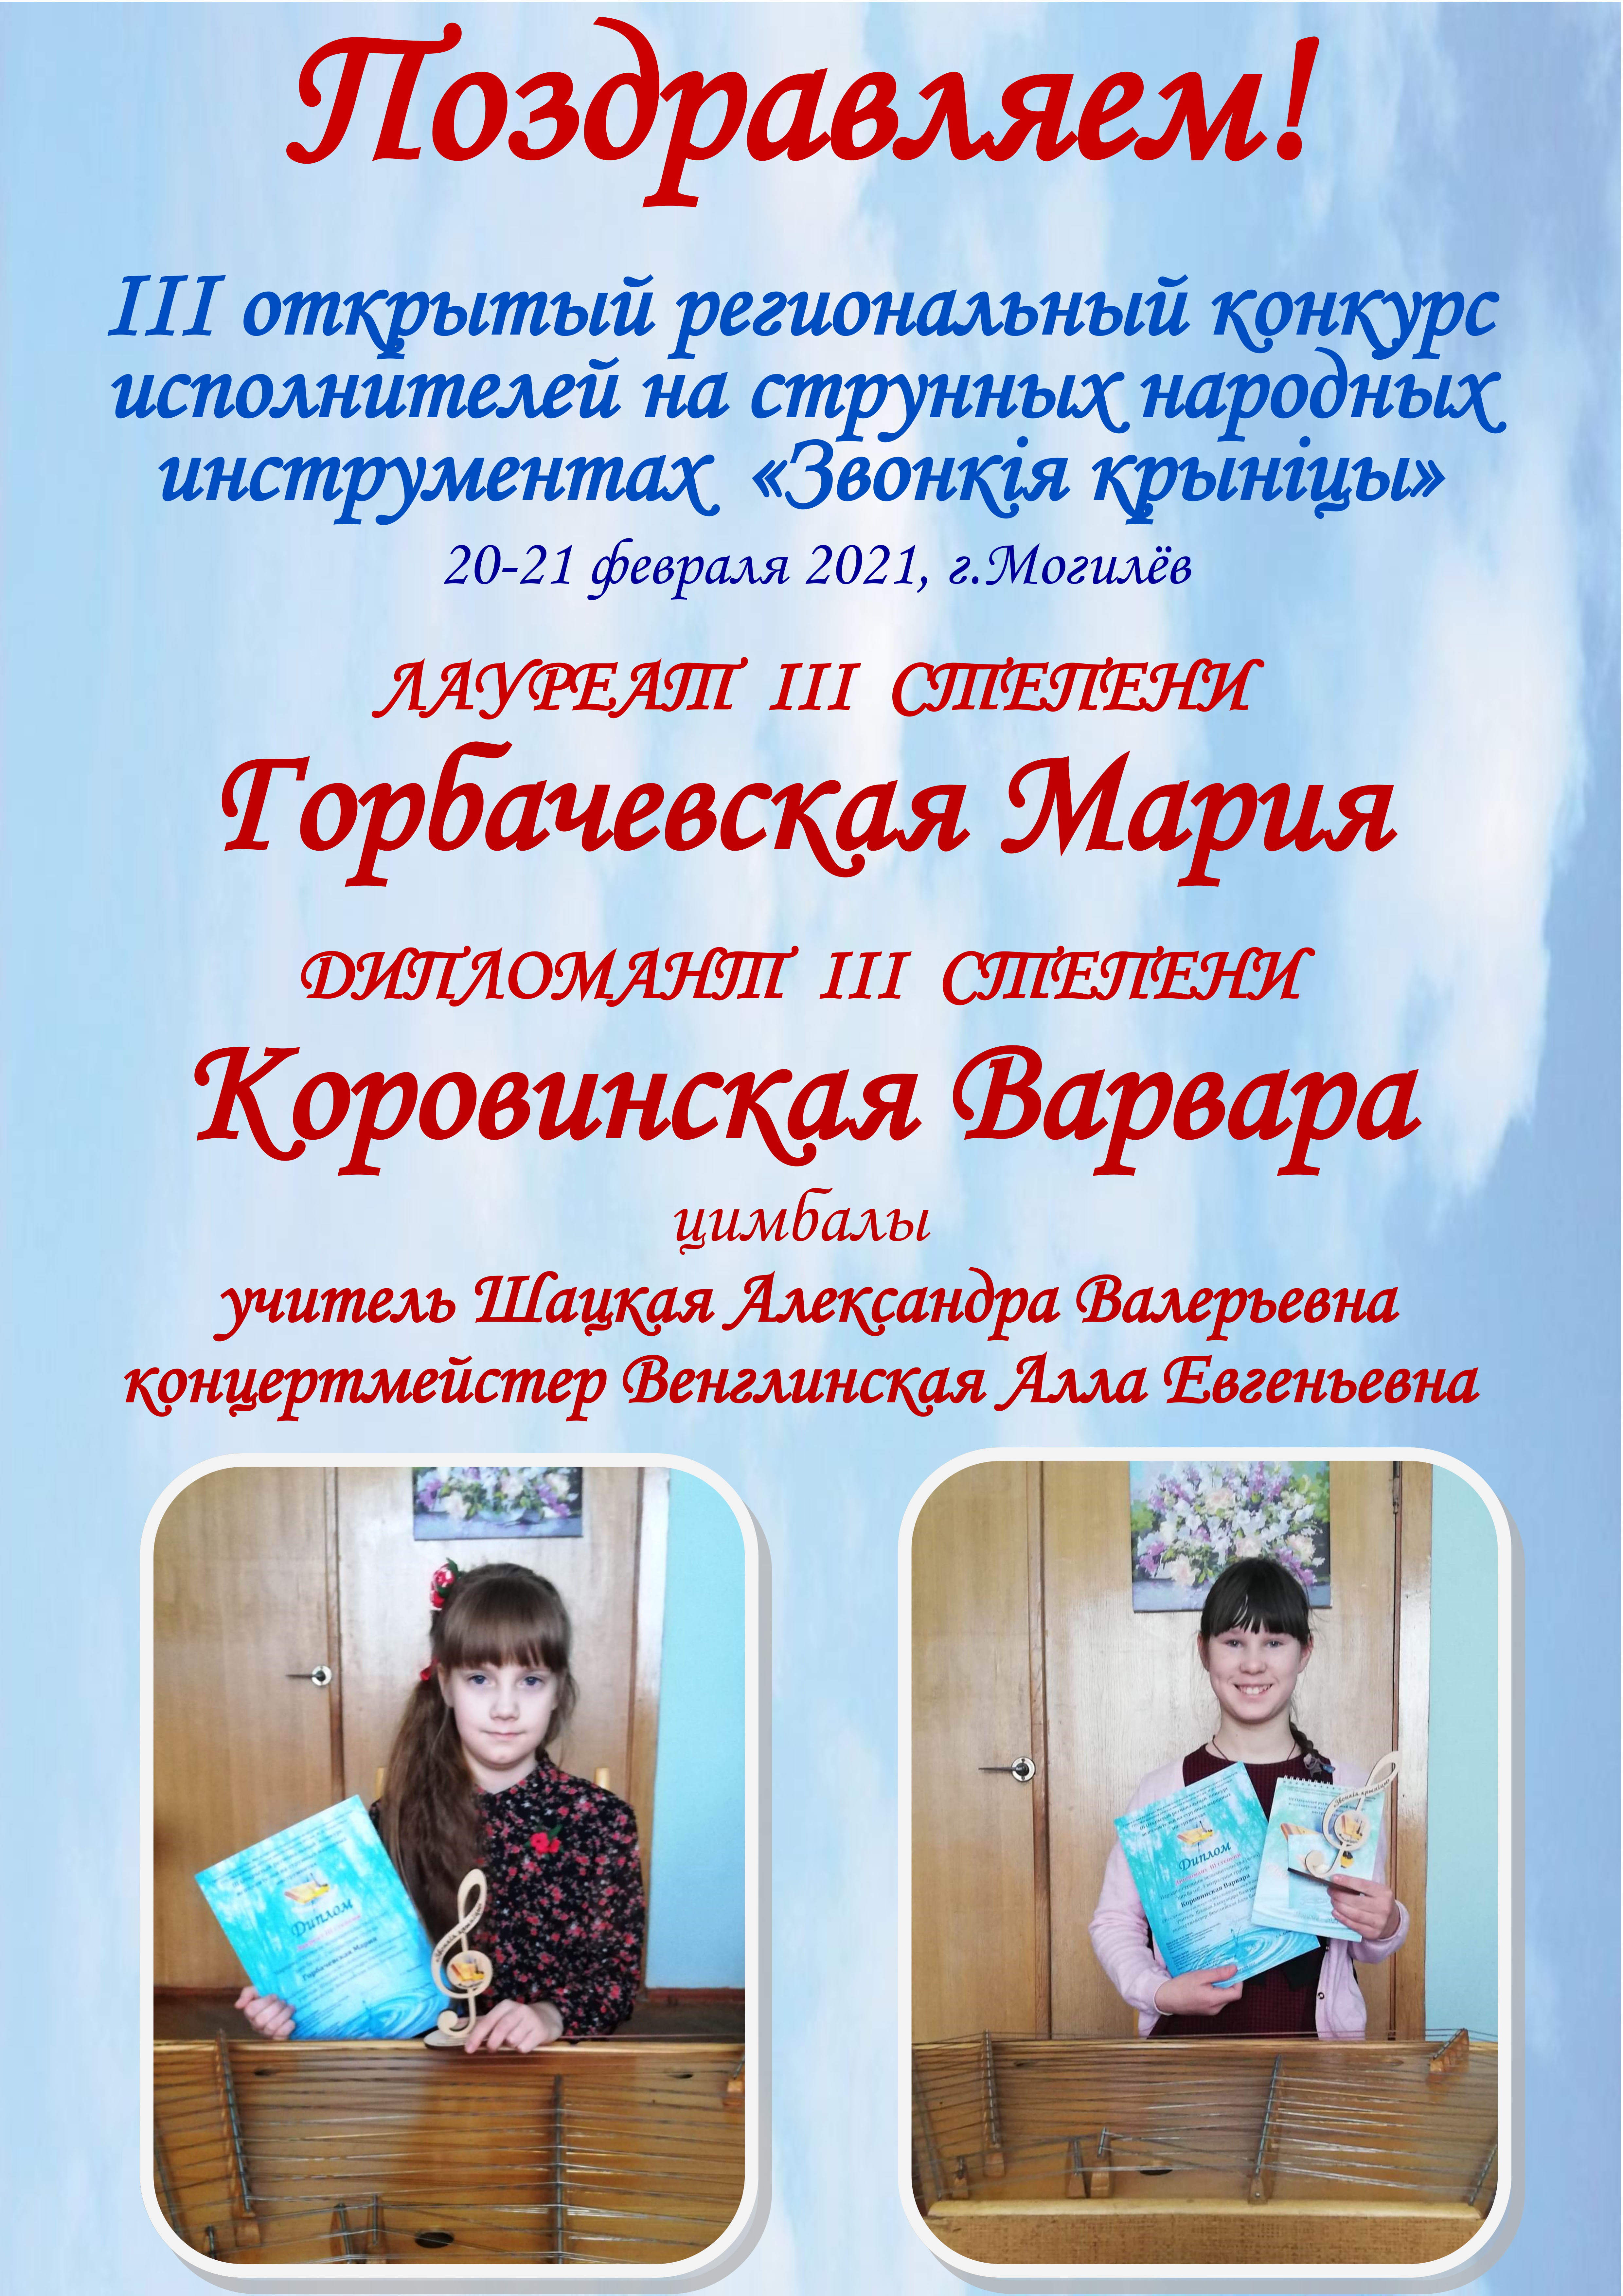 Поздравляем!
III открытый региональный конкурс
исполнителей на струнных народных
инструментах «Звонкія крыніцы»
20-21 февраля 2021, г.Могилёв
ЛАУРЕАТ III СТЕПЕНИ
Горбачевская Мария
ДИПЛОМАНТ III СТЕПЕНИ
Коровинская Варвара
цимбалы
учитель Шацкая Александра Валерьевна
концертмейстер Венглинская Алла Евгеньевна
Диплом
Горбачевская Мария
Диплом
Коровинская Варвара